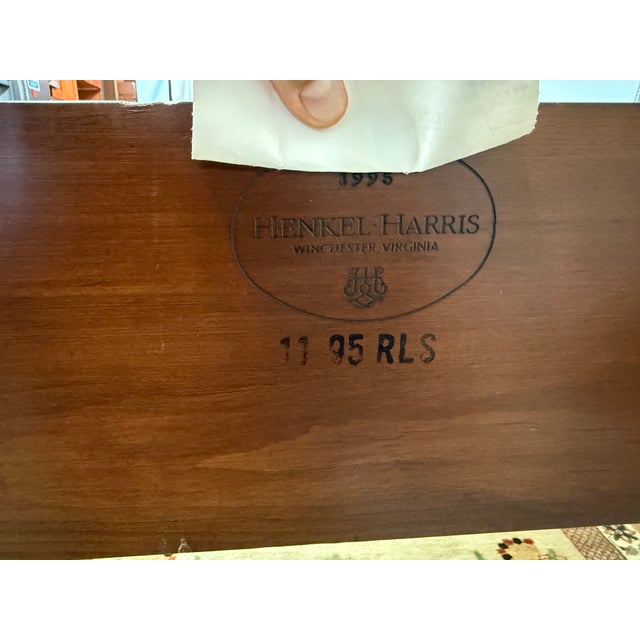 1995
HENKEL-HARRIS
WINCHESTER, VIRGINIA
11 95 RLS